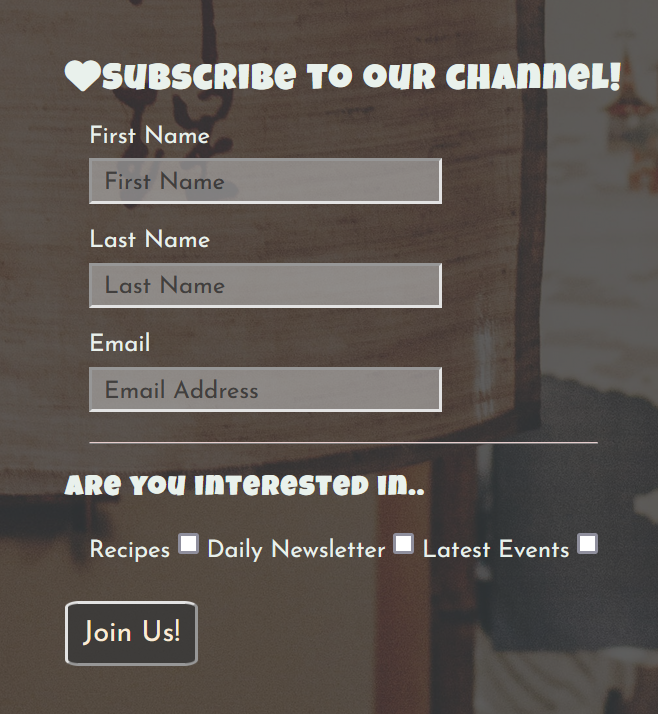 Subscribe to our channel!
First Name
First Name
Last Name
Last Name
Email
Email Address
Are you interested in..
Recipes Daily Newsletter Latest Events
Join Us!